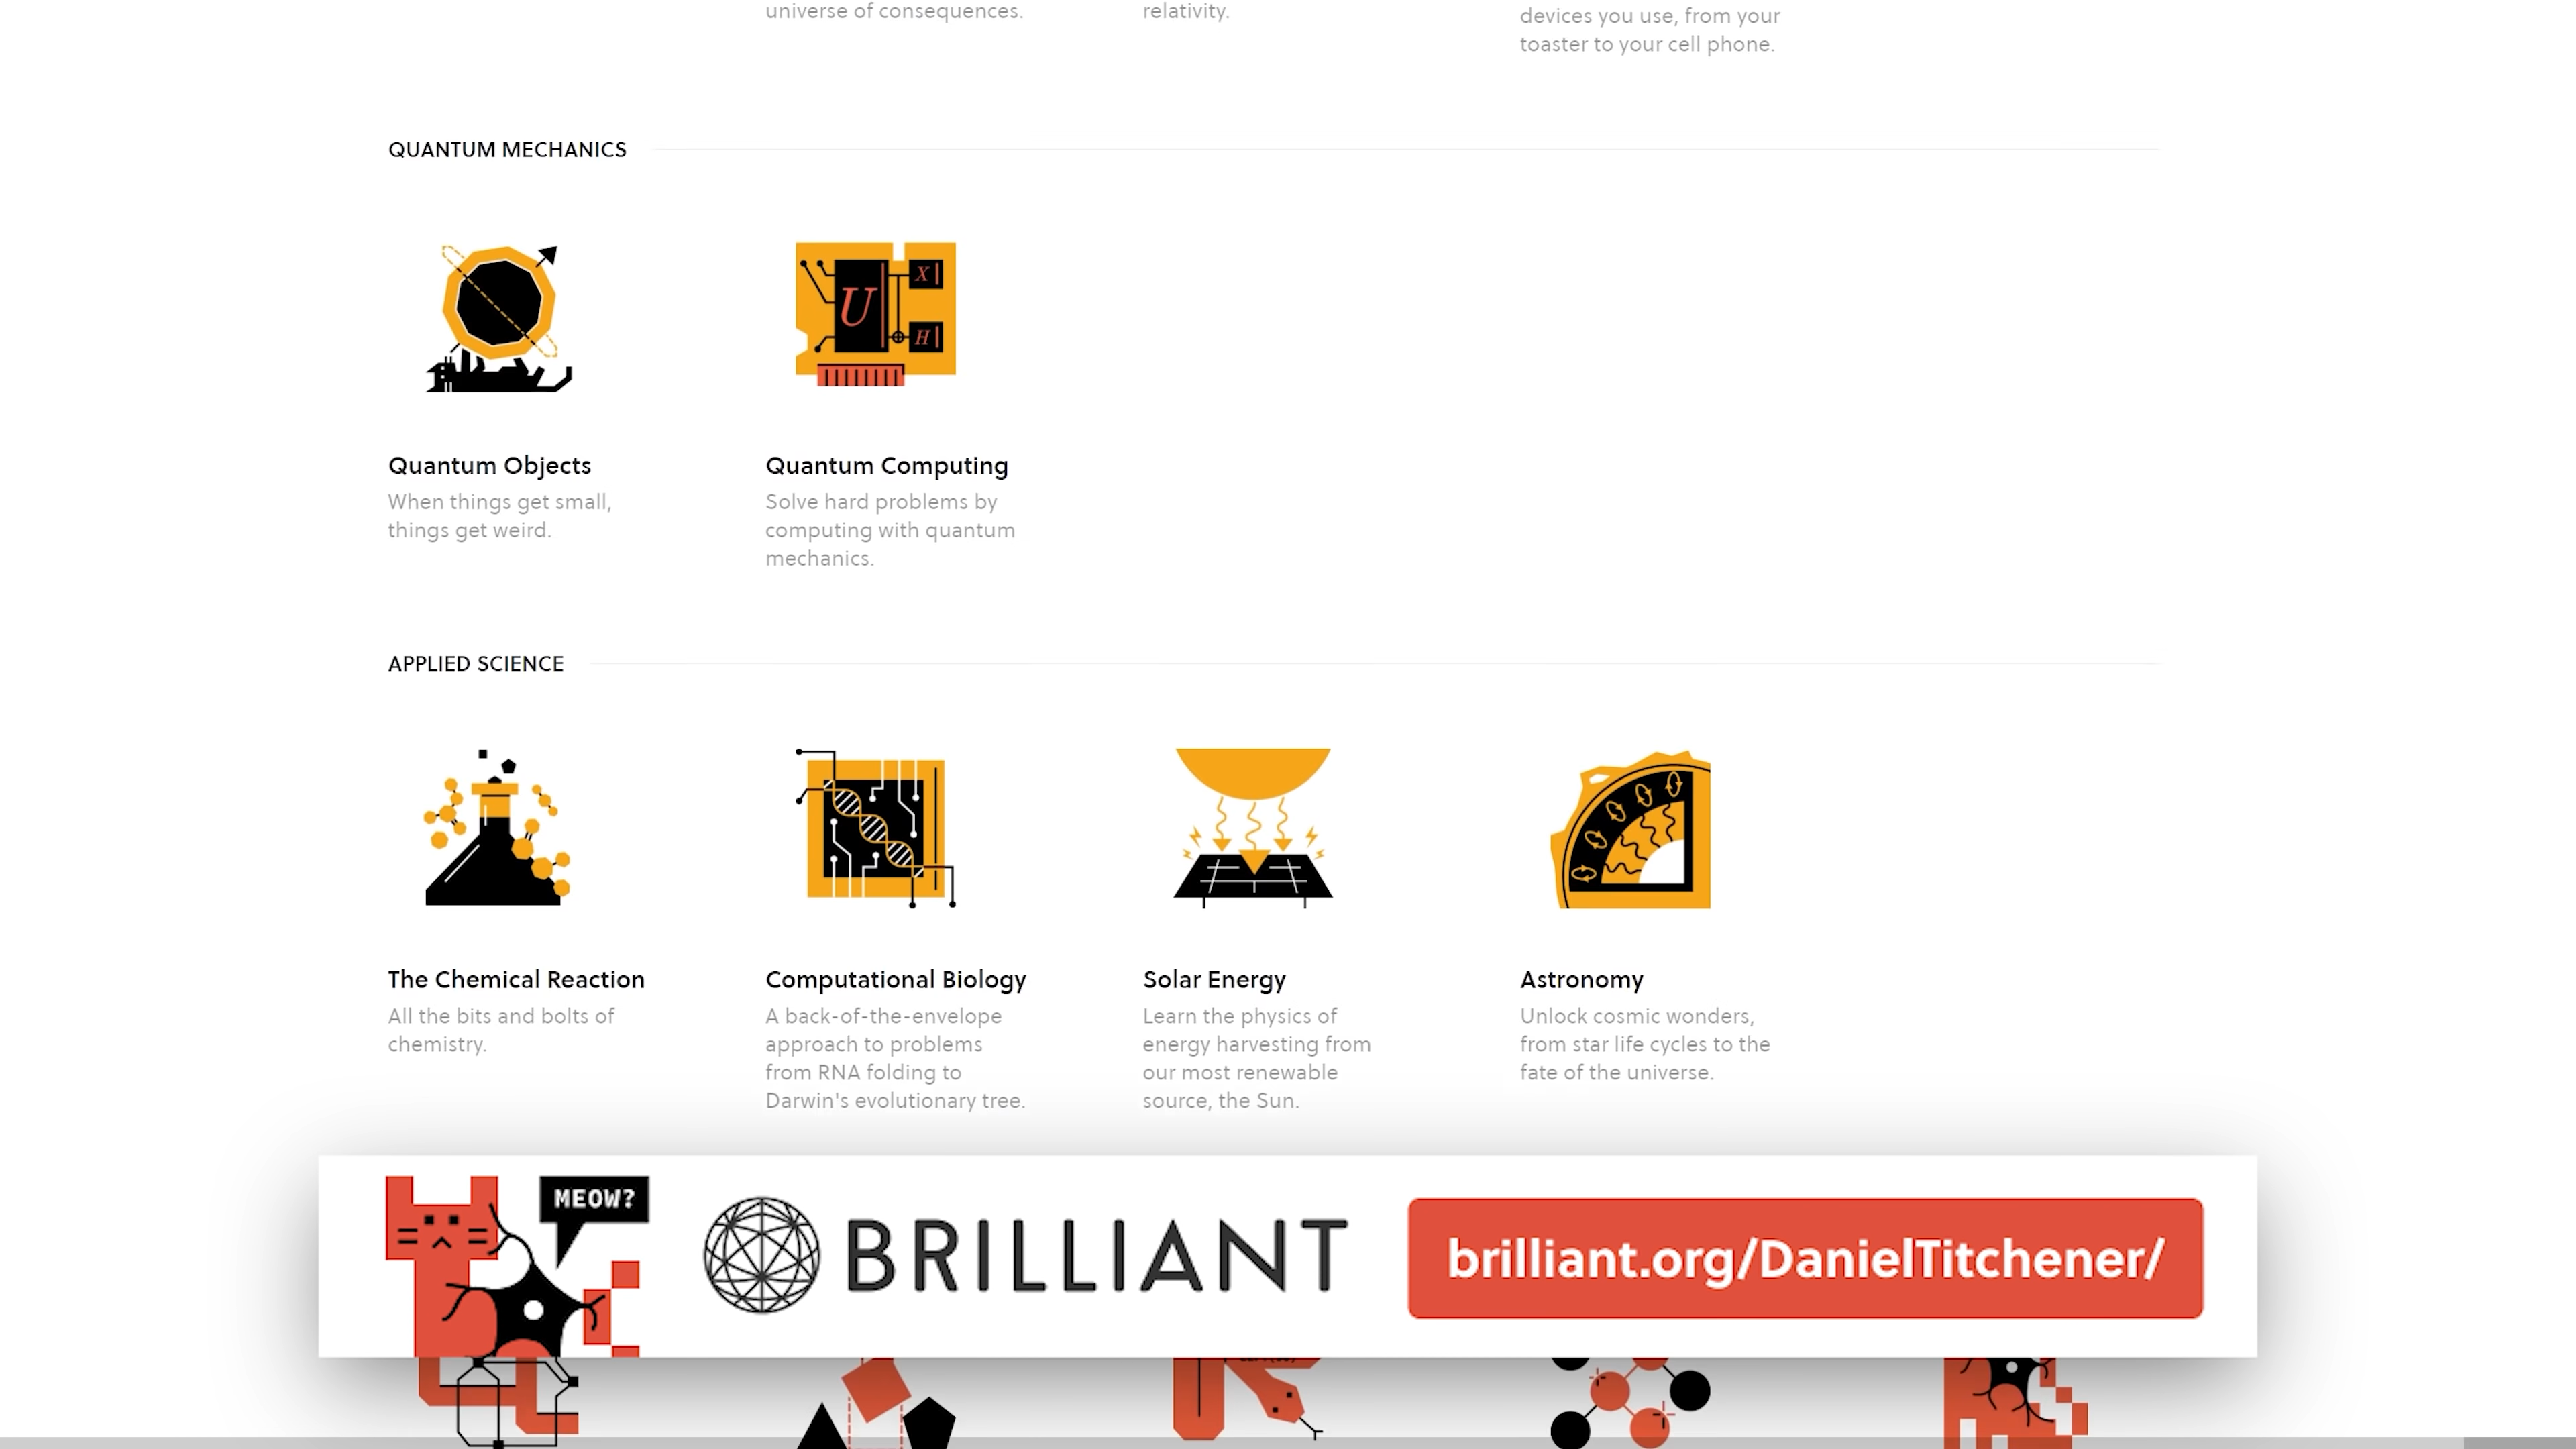 universe of consequences.
relativity.
devices you use, from your
toaster to your cell phone.
QUANTUM MECHANICS
U
X
H
Quantum Objects
When things get small,
things get weird.
Quantum Computing
Solve hard problems by
computing with quantum
mechanics.
APPLIED SCIENCE
The Chemical Reaction
All the bits and bolts of
chemistry.
Computational Biology
A back-of-the-envelope
approach to problems
from RNA folding to
Darwin's evolutionary tree.
Solar Energy
Learn the physics of
energy harvesting from
our most renewable
source, the Sun.
Astronomy
Unlock cosmic wonders,
from star life cycles to the
fate of the universe.
MEOW?
BRILLIANT
brilliant.org/DanielTitchener/